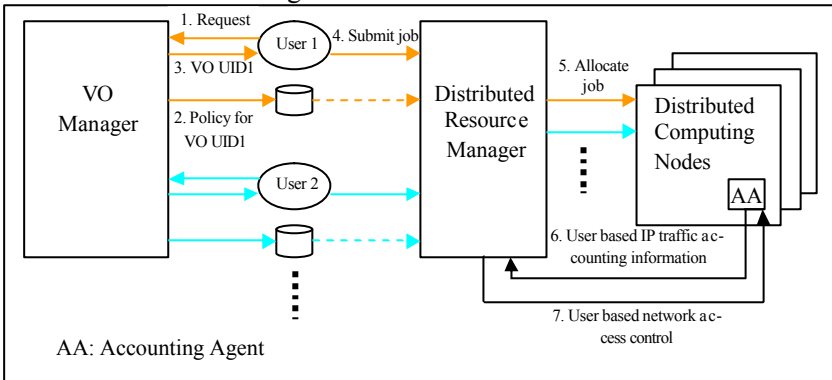 1. Request
User 1
4. Submit job
3. VO UID1
5. Allocate
job
VO
Manager
2. Policy for
VO UID1
Distributed
Resource
Manager
Distributed
Computing
Nodes
User 2
AA
6. User based IP traffic ac-
counting information
7. User based network ac-
cess control
AA: Accounting Agent